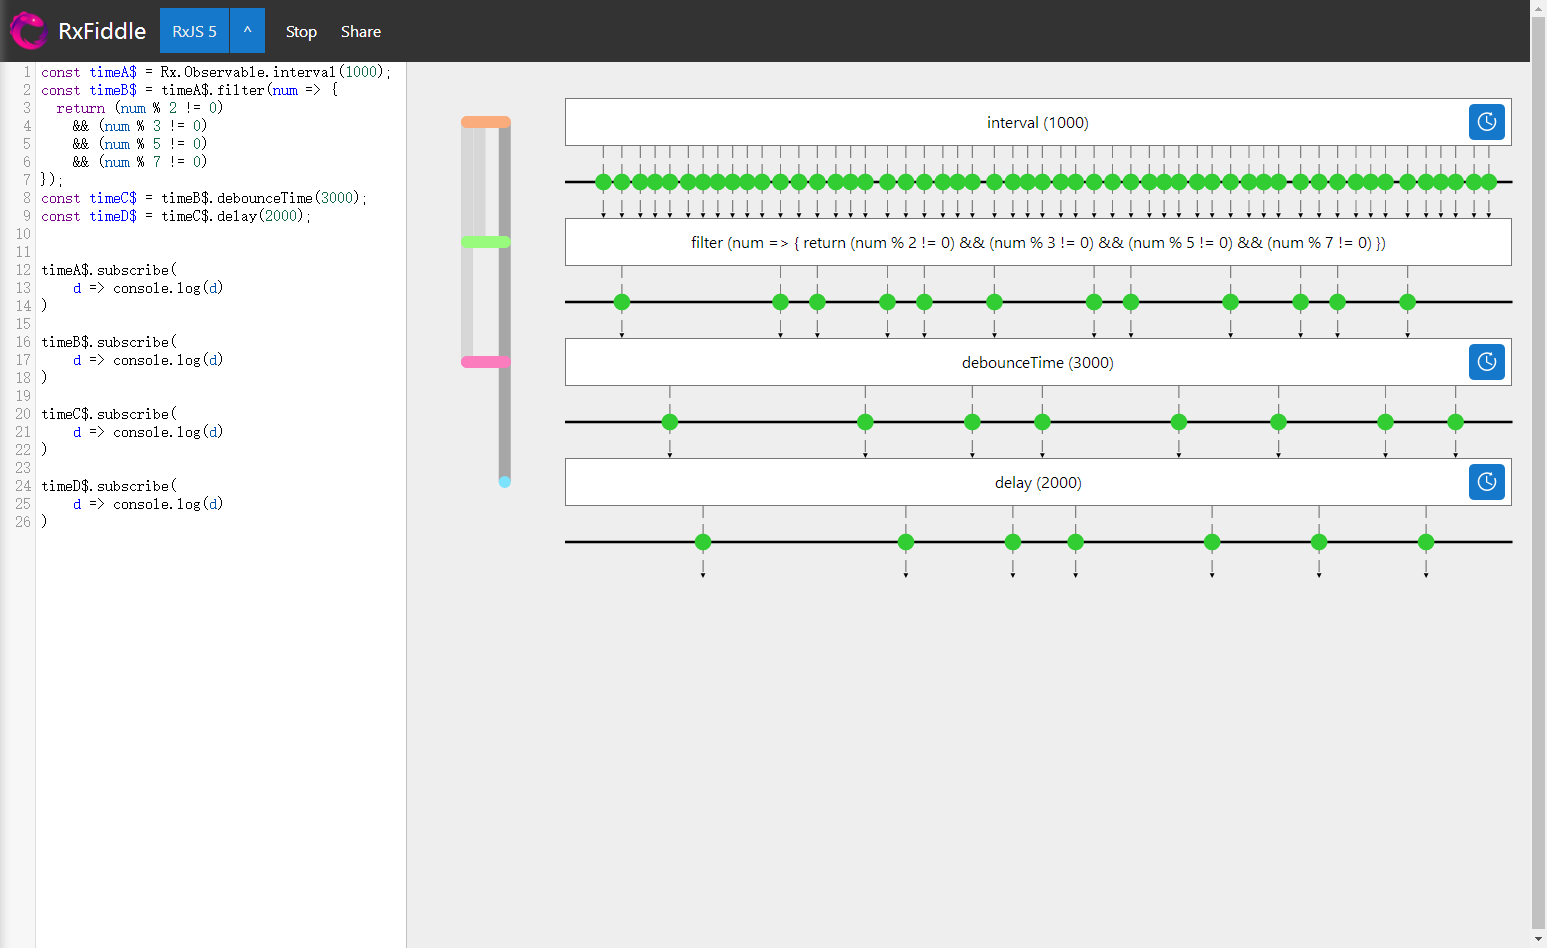 RxFiddle RxJS 5 ^ Stop Share
1 const timeA$ = Rx.Observable.interval(1000);
2 const timeB$ = timeA$.filter(num => {
3   return (num % 2 != 0)
4     && (num % 3 != 0)
5     && (num % 5 != 0)
6     && (num % 7 != 0)
7 });
8 const timeC$ = timeB$.debounceTime(3000);
9 const timeD$ = timeC$.delay(2000);
10
11
12 timeA$.subscribe(
13     d => console.log(d)
14 )
15
16 timeB$.subscribe(
17     d => console.log(d)
18 )
19
20 timeC$.subscribe(
21     d => console.log(d)
22 )
23
24 timeD$.subscribe(
25     d => console.log(d)
26 )
interval (1000)
filter (num => { return (num % 2 != 0) && (num % 3 != 0) && (num % 5 != 0) && (num % 7 != 0) })
debounceTime (3000)
delay (2000)